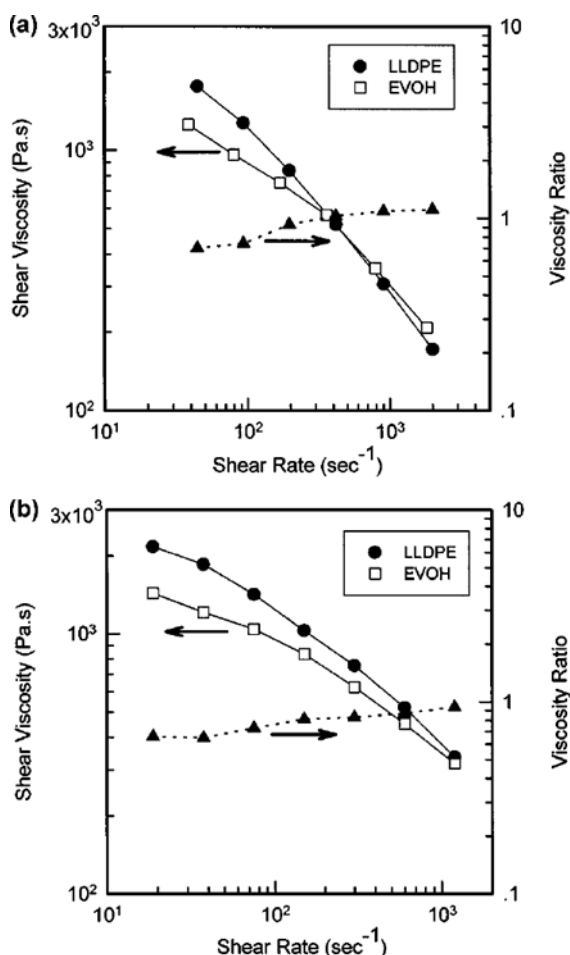 (a)
3x10³
10³
10²
Shear Viscosity (Pa.s)
LLDPE
EVOH
10
1
.1
Viscosity Ratio
10¹ 10² 10³
Shear Rate (sec⁻¹)
(b)
3x10³
10³
10²
Shear Viscosity (Pa.s)
LLDPE
EVOH
10
1
.1
Viscosity Ratio
10¹ 10² 10³
Shear Rate (sec⁻¹)